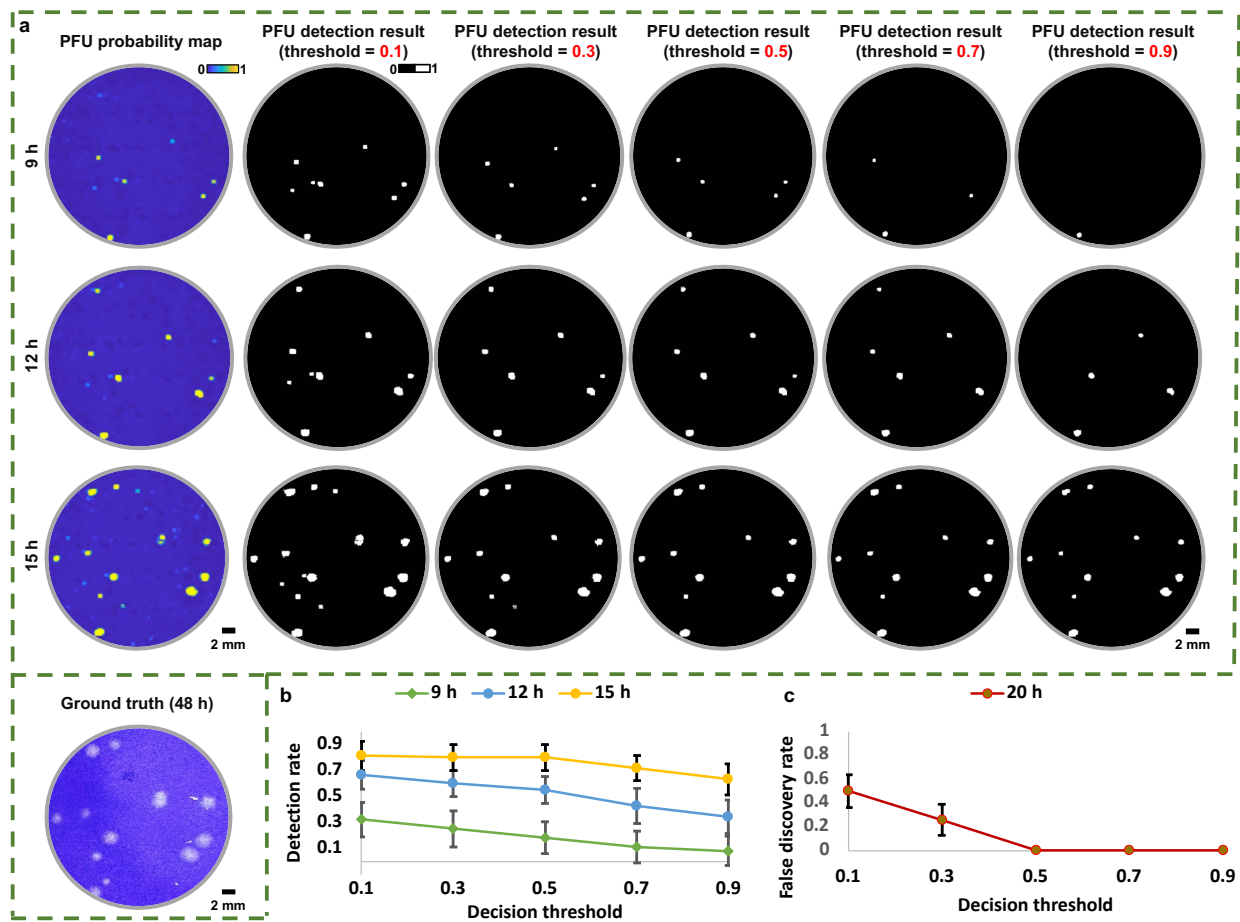 a
PFU probability map
0 1
PFU detection result
(threshold = 0.1)
0 1
PFU detection result
(threshold = 0.3)
PFU detection result
(threshold = 0.5)
PFU detection result
(threshold = 0.7)
PFU detection result
(threshold = 0.9)
9 h
12 h
15 h
2 mm
2 mm
Ground truth (48 h)
2 mm
b
9 h
12 h
15 h
Detection rate
0.9
0.7
0.5
0.3
0.1
0.1 0.3 0.5 0.7 0.9
Decision threshold
c
20 h
False discovery rate
1
0.8
0.6
0.4
0.2
0
0.1 0.3 0.5 0.7 0.9
Decision threshold